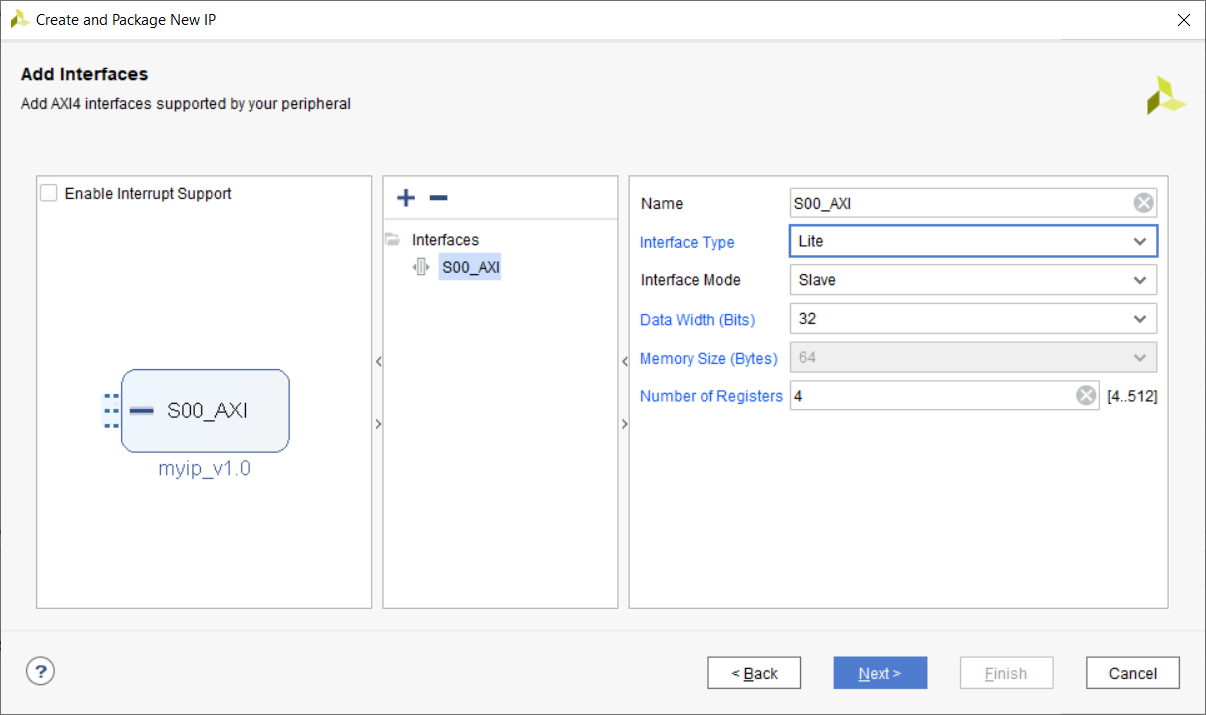 Create and Package New IP
Add Interfaces
Add AXI4 interfaces supported by your peripheral
Enable Interrupt Support
S00_AXI
myip_v1.0
Interfaces
S00_AXI
Name S00_AXI
Interface Type Lite
Interface Mode Slave
Data Width (Bits) 32
Memory Size (Bytes) 64
Number of Registers 4 [4..512]
? < Back Next > Finish Cancel